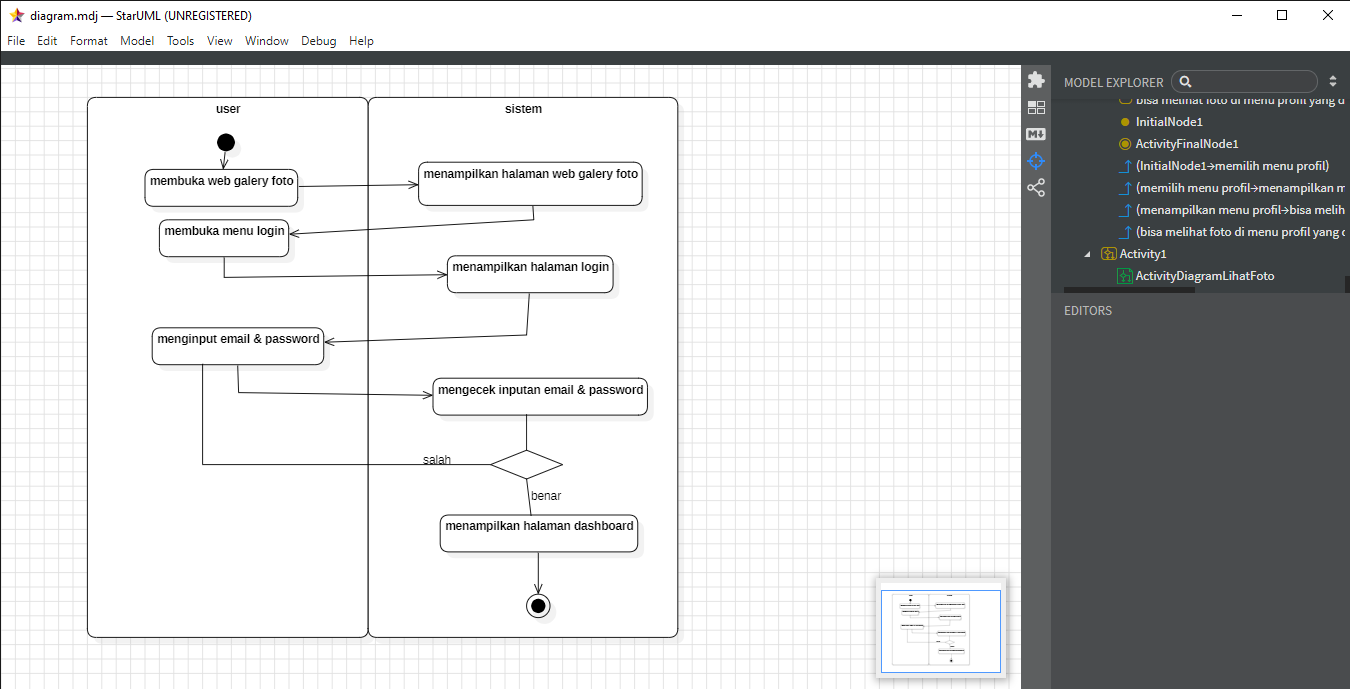 diagram.mdj — StarUML (UNREGISTERED)
File Edit Format Model Tools View Window Debug Help
user
sistem
membuka web galery foto
menampilkan halaman web galery foto
membuka menu login
menampilkan halaman login
menginput email & password
mengecek inputan email & password
salah
benar
menampilkan halaman dashboard
M
MODEL EXPLORER
bisa melihat foto di menu profil yang d
InitialNode1
ActivityFinalNode1
(InitialNode1→memilih menu profil)
(memilih menu profil→menampilkan m
(menampilkan menu profil→bisa melih
(bisa melihat foto di menu profil yang c
Activity1
ActivityDiagramLihatFoto
EDITORS